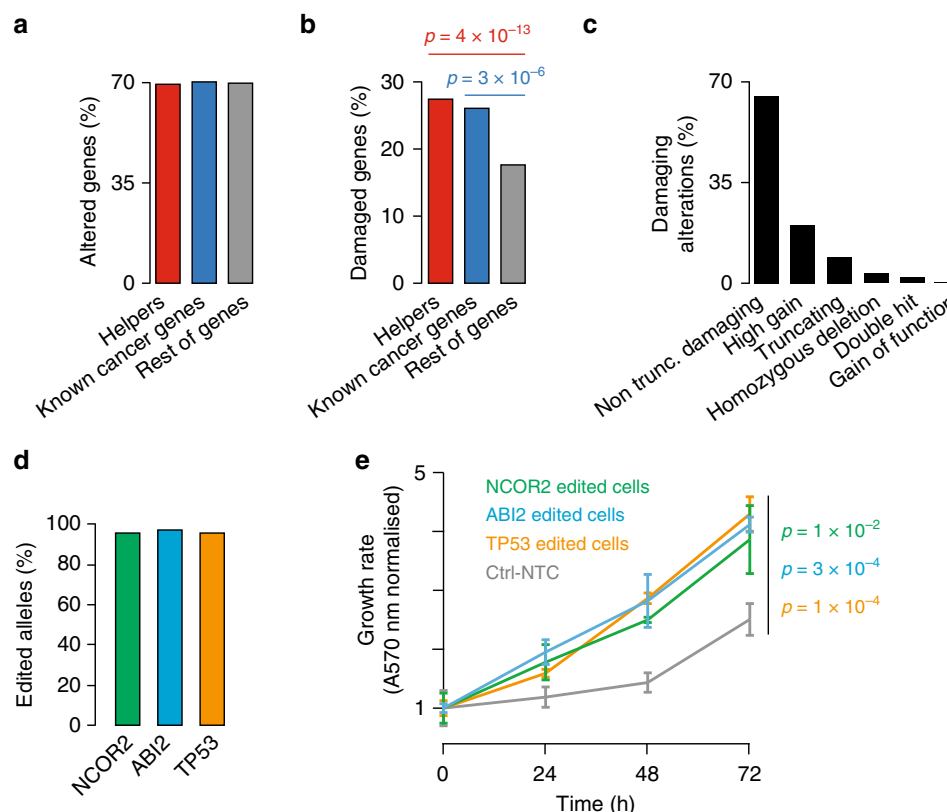 a
Altered genes (%)
70
35
0
Helpers
Known cancer genes
Rest of genes
b
p = 4 × 10⁻¹³
p = 3 × 10⁻⁶
Damaged genes (%)
30
20
10
0
Helpers
Known cancer genes
Rest of genes
c
Damaging
alterations (%)
70
35
0
Non trunc. damaging
High gain
Truncating
Homozygous deletion
Double hit
Gain of function
d
Edited alleles (%)
100
80
60
40
20
0
NCOR2
ABI2
TP53
e
Growth rate
(A570 nm normalised)
5
1
NCOR2 edited cells
ABI2 edited cells
TP53 edited cells
Ctrl-NTC
p = 1 × 10⁻²
p = 3 × 10⁻⁴
p = 1 × 10⁻⁴
0 24 48 72
Time (h)